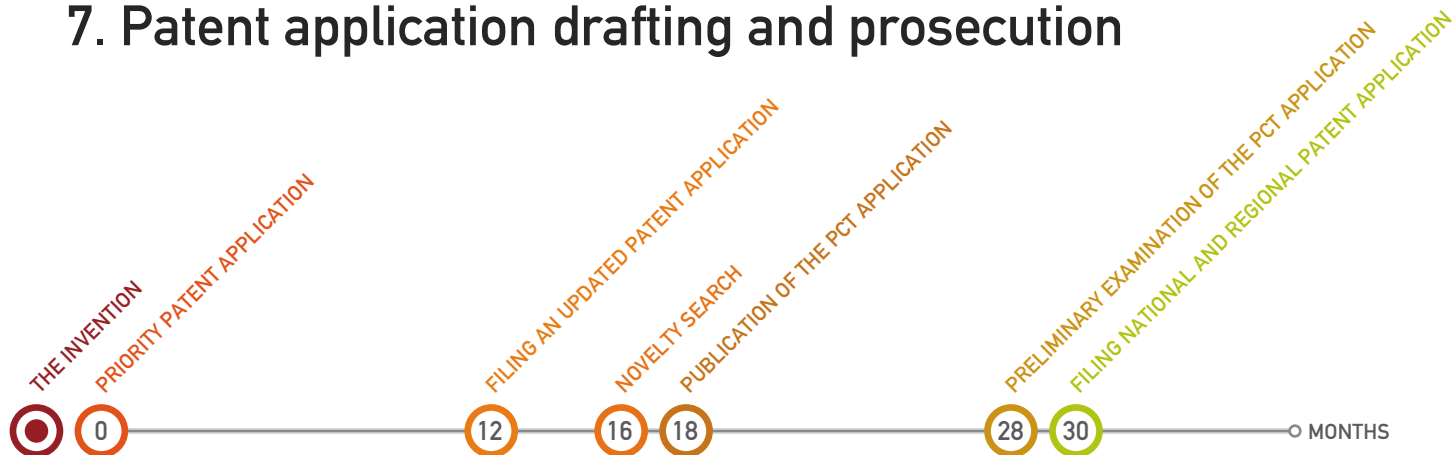 7. Patent application drafting and prosecution
THE INVENTION
PRIORITY PATENT APPLICATION
FILING AN UPDATED PATENT APPLICATION
NOVELTY SEARCH
PUBLICATION OF THE PCT APPLICATION
PRELIMINARY EXAMINATION OF THE PCT APPLICATION
FILING NATIONAL AND REGIONAL PATENT APPLICATION
0
12
16
18
28
30
MONTHS